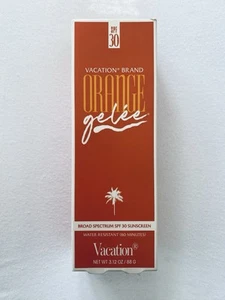 SPF
30
VACATION® BRAND
ORANGE
gelée
BROAD SPECTRUM SPF 30 SUNSCREEN
WATER RESISTANT (80 MINUTES)
Vacation®
NET WT 3.12 OZ / 88 G